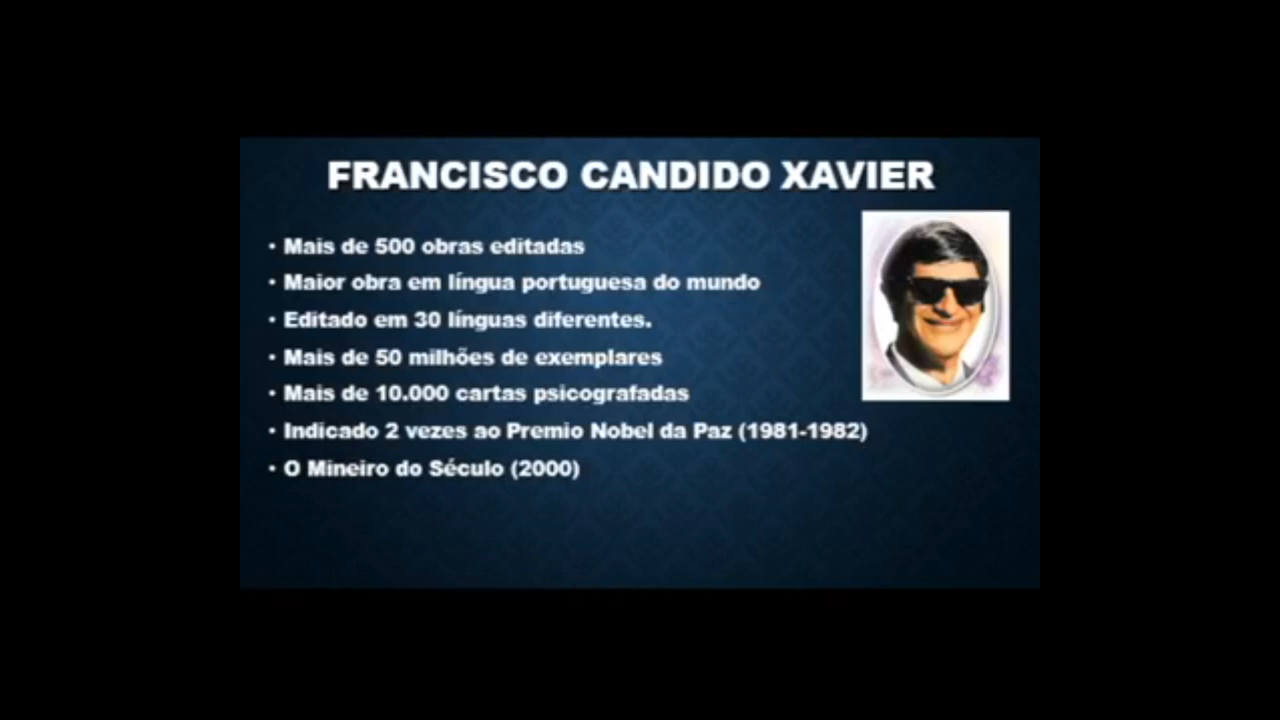 FRANCISCO CANDIDO XAVIER
• Mais de 500 obras editadas
• Maior obra em língua portuguesa do mundo
• Editado em 30 línguas diferentes.
• Mais de 50 milhões de exemplares
• Mais de 10.000 cartas psicografadas
• Indicado 2 vezes ao Premio Nobel da Paz (1981-1982)
• O Mineiro do Século (2000)